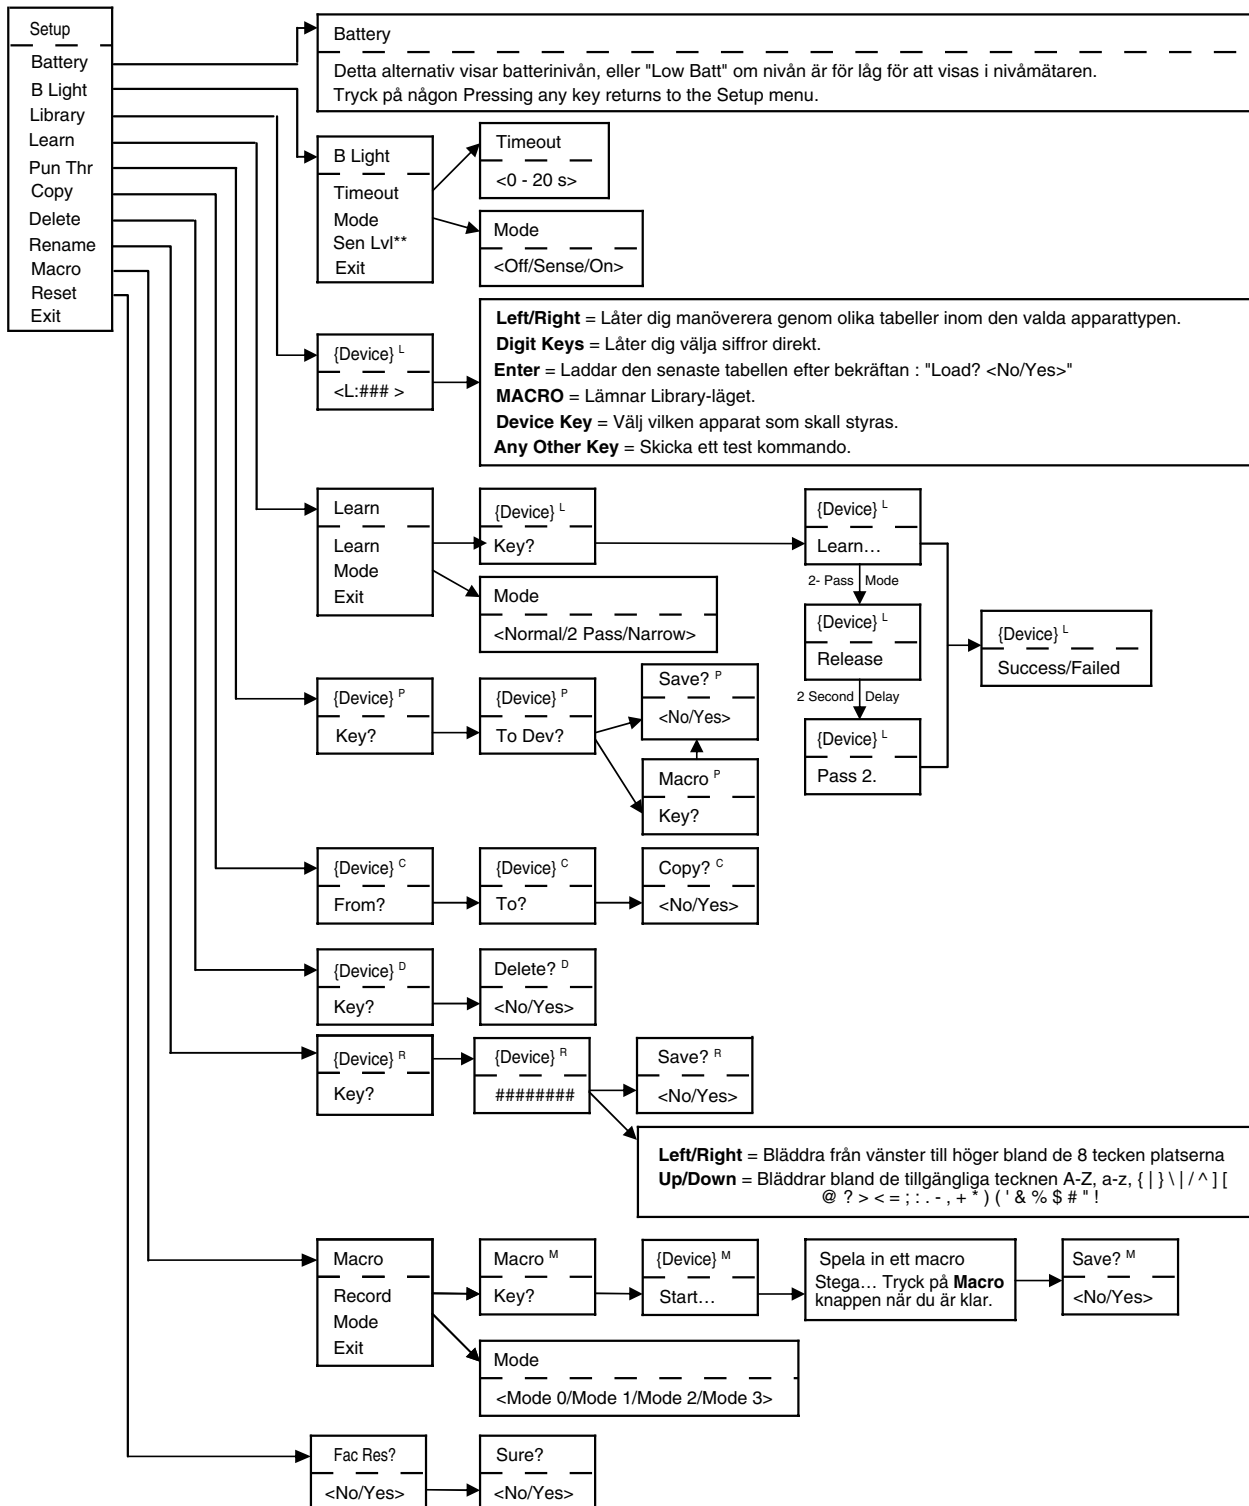 Setup
Battery
B Light
Library
Learn
Pun Thr
Copy
Delete
Rename
Macro
Reset
Exit
Battery
Detta alternativ visar batterinivån, eller "Low Batt" om nivån är för låg för att visas i nivåmätaren.
Tryck på någon Pressing any key returns to the Setup menu.
B Light
Timeout
Mode
Sen Lvl**
Exit
Timeout
<0 - 20 s>
Mode
<Off/Sense/On>
{Device} L
<L:### >
Left/Right = Låter dig manöverera genom olika tabeller inom den valda apparattypen.
Digit Keys = Låter dig välja siffror direkt.
Enter = Laddar den senaste tabellen efter bekräftan : "Load? <No/Yes>"
MACRO = Lämnar Library-läget.
Device Key = Välj vilken apparat som skall styras.
Any Other Key = Skicka ett test kommando.
Learn
Learn
Mode
Exit
{Device} L
Key?
Mode
<Normal/2 Pass/Narrow>
{Device} L
Learn…
2- Pass Mode
{Device} L
Release
2 Second Delay
{Device} L
Pass 2.
{Device} L
Success/Failed
{Device} P
Key?
{Device} P
To Dev?
Save? P
<No/Yes>
Macro P
Key?
{Device} C
From?
{Device} C
To?
Copy? C
<No/Yes>
{Device} D
Key?
Delete? D
<No/Yes>
{Device} R
Key?
{Device} R
########
Save? R
<No/Yes>
Left/Right = Bläddra från vänster till höger bland de 8 tecken platserna
Up/Down = Bläddrar bland de tillgängliga tecknen A-Z, a-z, { | } \ | / ^ ] [
@ ? > < = ; : . - , + * ) ( ' & % $ # " !
Macro
Record
Mode
Exit
Macro M
Key?
{Device} M
Start…
Spela in ett macro
Stega… Tryck på Macro
knappen när du är klar.
Save? M
<No/Yes>
Mode
<Mode 0/Mode 1/Mode 2/Mode 3>
Fac Res?
<No/Yes>
Sure?
<No/Yes>